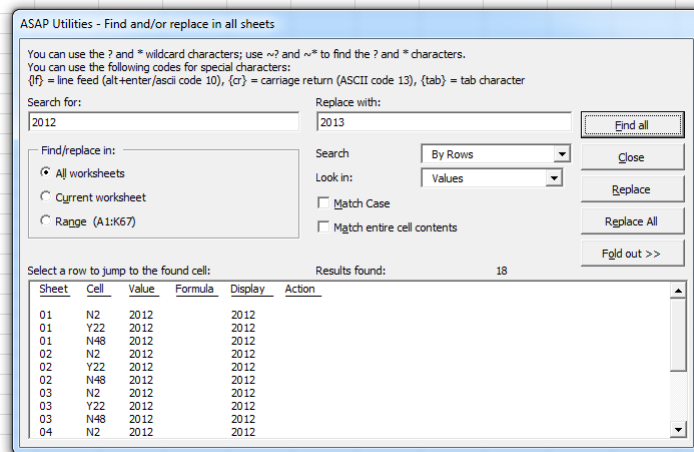 ASAP Utilities - Find and/or replace in all sheets
You can use the ? and * wildcard characters; use ~? and ~* to find the ? and * characters.
You can use the following codes for special characters:
{lf} = line feed (alt+enter/ascii code 10), {cr} = carriage return (ASCII code 13), {tab} = tab character
Search for: Replace with:
2012 2013 Find all
Find/replace in: Search By Rows Close
All worksheets Look in: Values
Current worksheet Match Case Replace
Range (A1:K67) Match entire cell contents Replace All
Fold out >>
Select a row to jump to the found cell: Results found: 18
Sheet Cell Value Formula Display Action
01 N2 2012 2012
01 Y22 2012 2012
01 N48 2012 2012
02 N2 2012 2012
02 Y22 2012 2012
02 N48 2012 2012
03 N2 2012 2012
03 Y22 2012 2012
03 N48 2012 2012
04 N2 2012 2012